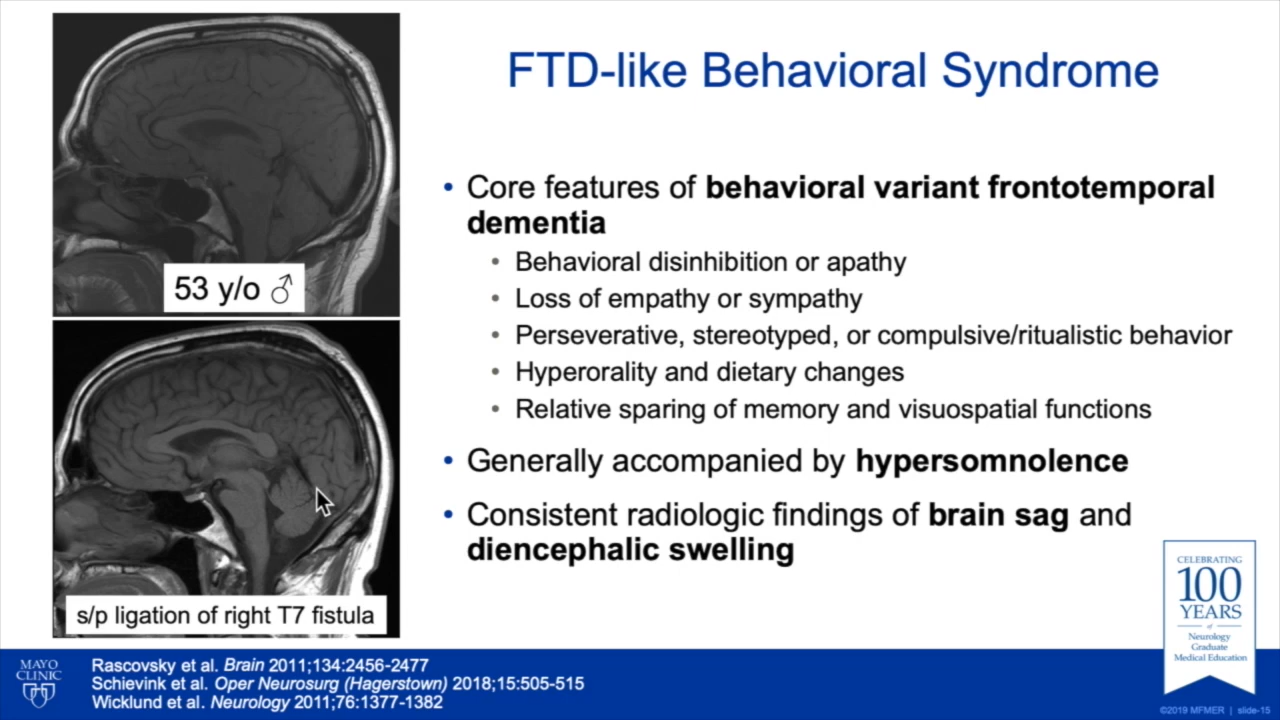 FTD-like Behavioral Syndrome
• Core features of behavioral variant frontotemporal
dementia
• Behavioral disinhibition or apathy
• Loss of empathy or sympathy
• Perseverative, stereotyped, or compulsive/ritualistic behavior
• Hyperorality and dietary changes
• Relative sparing of memory and visuospatial functions
• Generally accompanied by hypersomnolence
• Consistent radiologic findings of brain sag and
diencephalic swelling
53 y/o ♂
s/p ligation of right T7 fistula
CELEBRATING
100
YEARS
of
Neurology
Graduate
Medical Education
MAYO
CLINIC
Rascovsky et al. Brain 2011;134:2456-2477
Schievink et al. Oper Neurosurg (Hagerstown) 2018;15:505-515
Wicklund et al. Neurology 2011;76:1377-1382
©2019 MFMER | slide-15